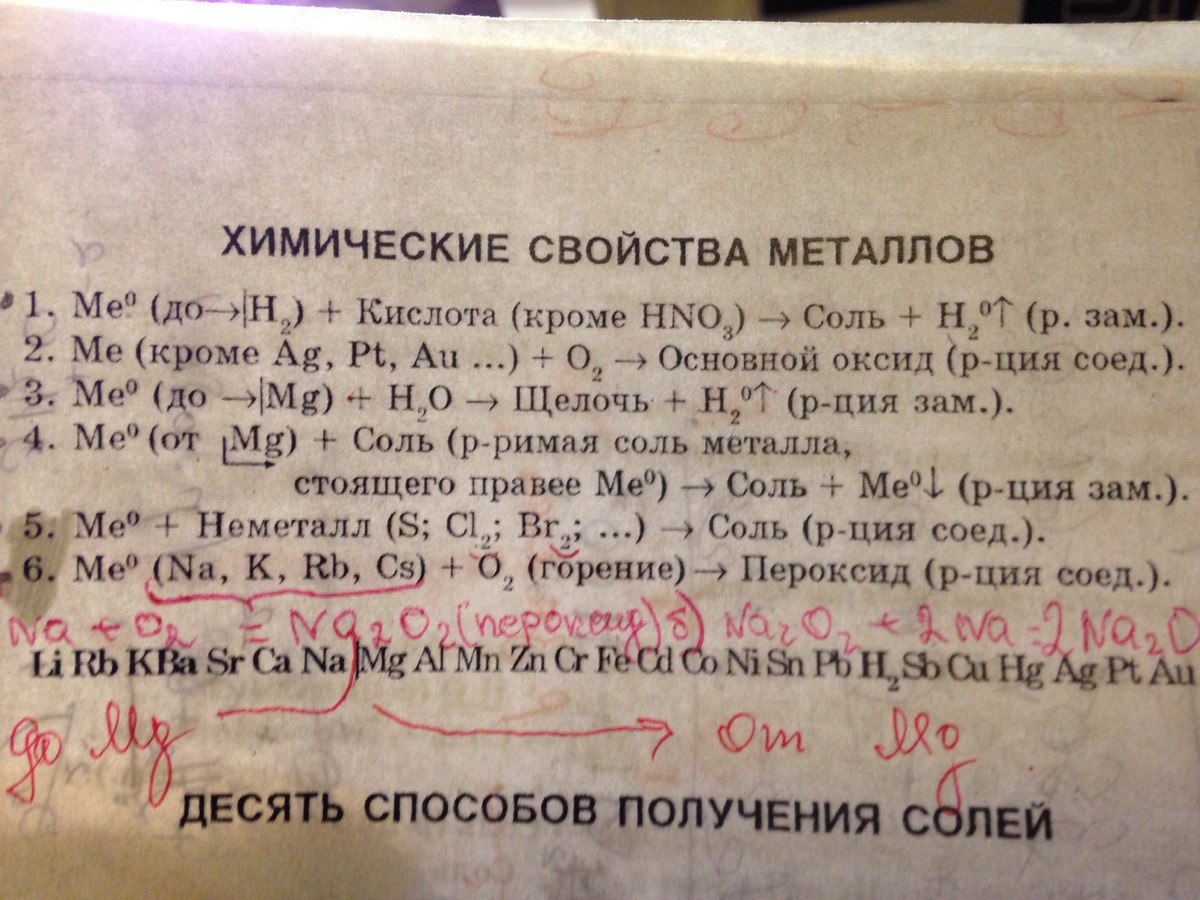 ХИМИЧЕСКИЕ СВОЙСТВА МЕТАЛЛОВ
1. Me⁰ (до→|H₂) + Кислота (кроме HNO₃) → Соль + H₂⁰↑ (р. зам.).
2. Me (кроме Ag, Pt, Au ...) + O₂ → Основной оксид (р-ция соед.).
3. Me⁰ (до →|Mg) + H₂O → Щелочь + H₂⁰↑ (р-ция зам.).
4. Me⁰ (от Mg) + Соль (р-римая соль металла,
стоящего правее Me⁰) → Соль + Me⁰↓ (р-ция зам.).
5. Me⁰ + Неметалл (S; Cl₂; Br₂; ...) → Соль (р-ция соед.).
6. Me⁰ (Na, K, Rb, Cs) + O₂ (горение) → Пероксид (р-ция соед.).
Na + O₂ = Na₂O₂ (пероксид) б) Na₂O₂ + 2Na = 2Na₂O
Li Rb K Ba Sr Ca Na Mg Al Mn Zn Cr Fe Cd Co Ni Sn Pb H₂ Sb Cu Hg Ag Pt Au
до Mg → от Mg
ДЕСЯТЬ СПОСОБОВ ПОЛУЧЕНИЯ СОЛЕЙ